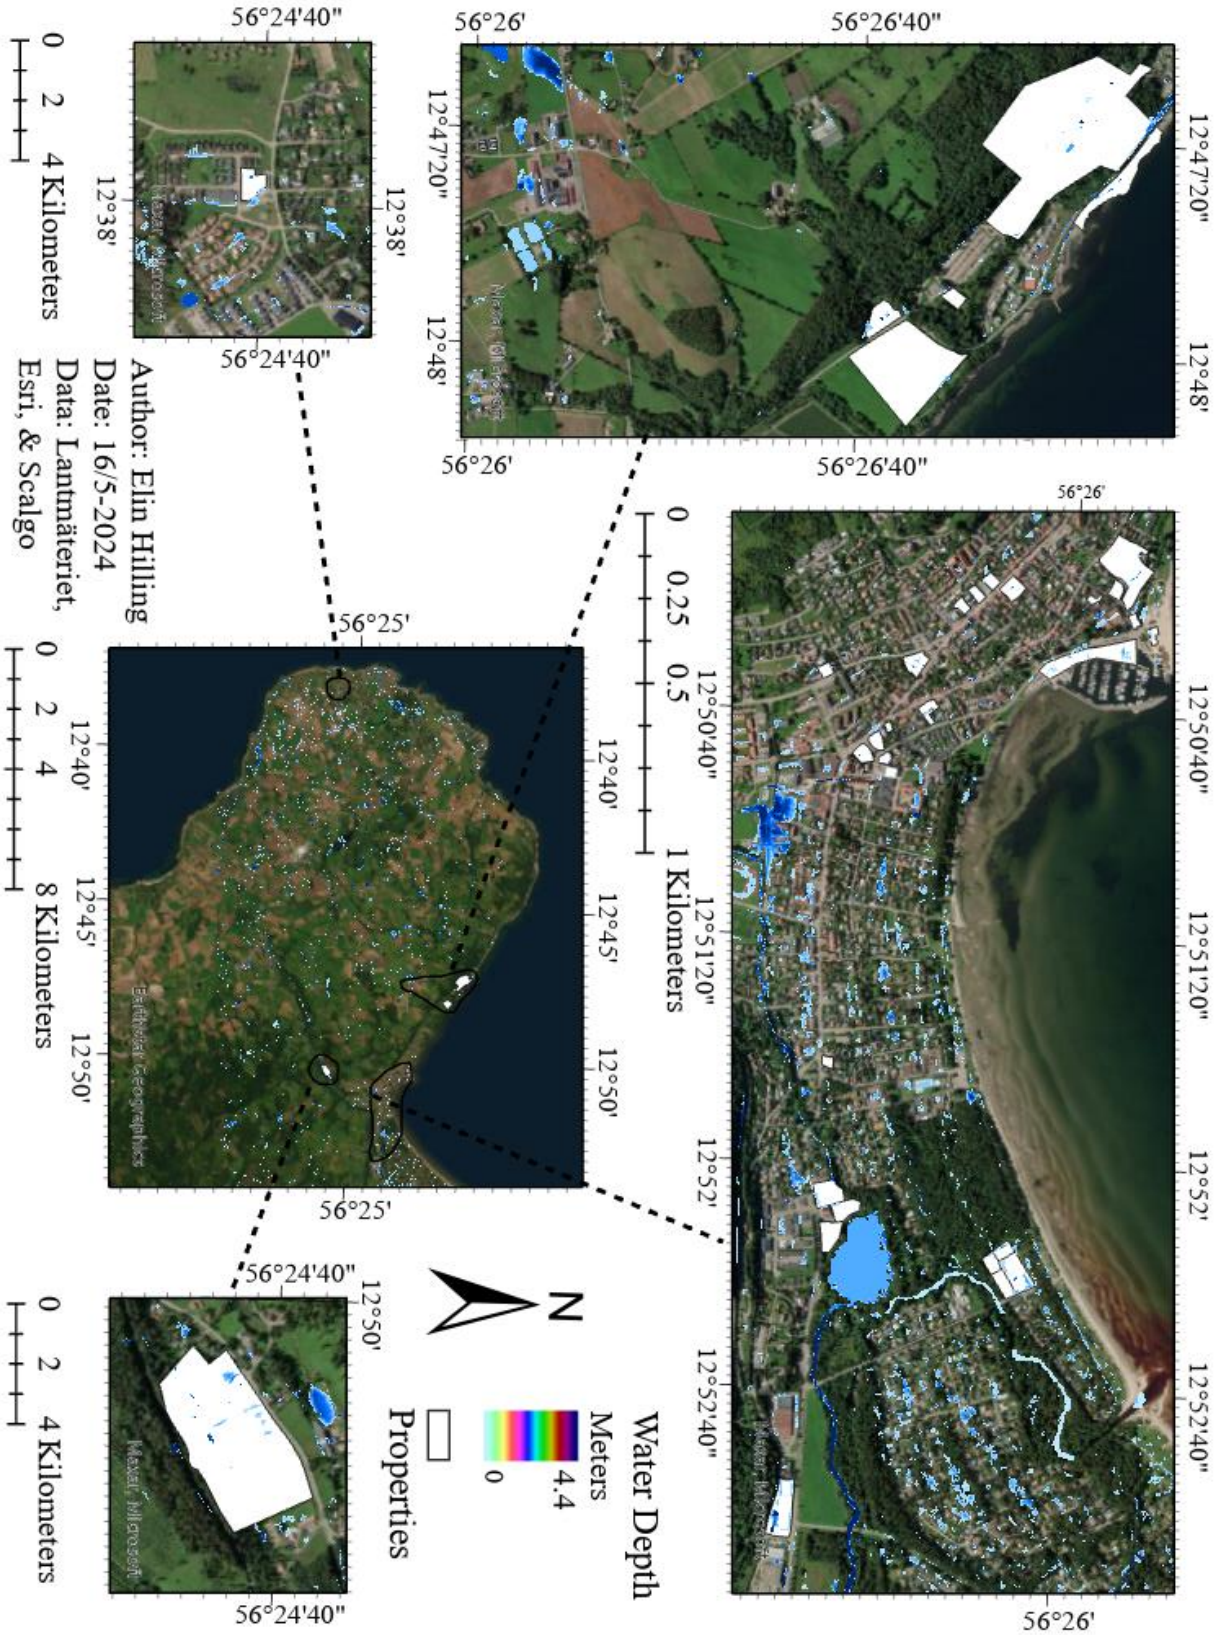 56°26'
12°50'40"
12°51'20"
12°52'
12°52'40"
12°50'40"
12°51'20"
12°52'
12°52'40"
56°26'
Maxar, Microsoft
0 0.25 0.5 1 Kilometers
56°26'
56°26'40"
12°47'20"
12°48'
12°47'20"
12°48'
56°26'
56°26'40"
Maxar, Microsoft
56°24'40"
12°38'
12°38'
56°24'40"
Maxar, Microsoft
0 2 4 Kilometers
56°25'
12°40'
12°45'
12°50'
12°40'
12°45'
12°50'
56°25'
Earthstar Geographics
0 2 4 8 Kilometers
N
Water Depth
Meters
4.4
0
Properties
12°50'
56°24'40"
56°24'40"
Maxar, Microsoft
0 2 4 Kilometers
Author: Elin Hilling
Date: 16/5-2024
Data: Lantmäteriet,
Esri, & Scalgo